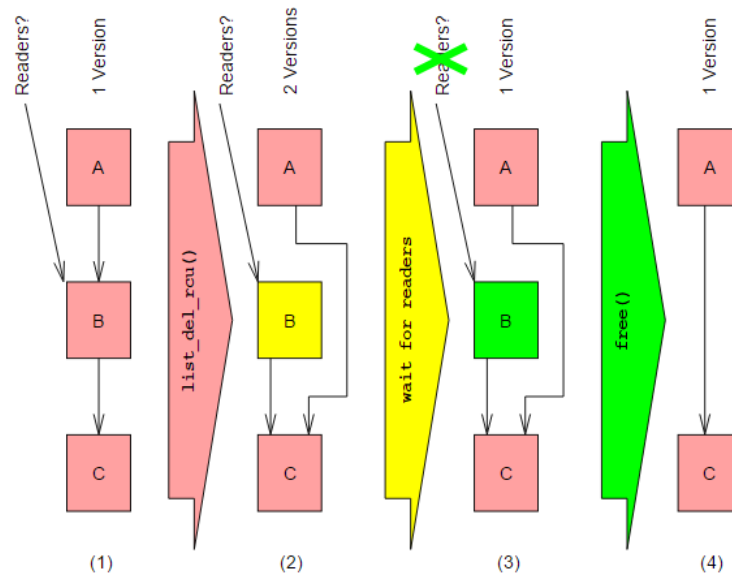 Readers?
1 Version
A
B
C
(1)
list_del_rcu()
Readers?
2 Versions
A
B
C
(2)
wait for readers
Readers?
1 Version
A
B
C
(3)
free()
1 Version
A
C
(4)